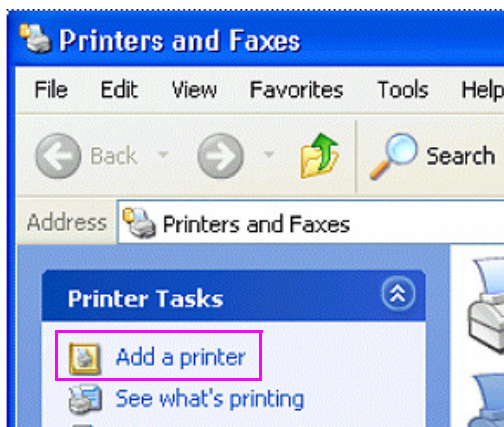 Printers and Faxes
File Edit View Favorites Tools Help
Back Search
Address Printers and Faxes
Printer Tasks
Add a printer
See what's printing